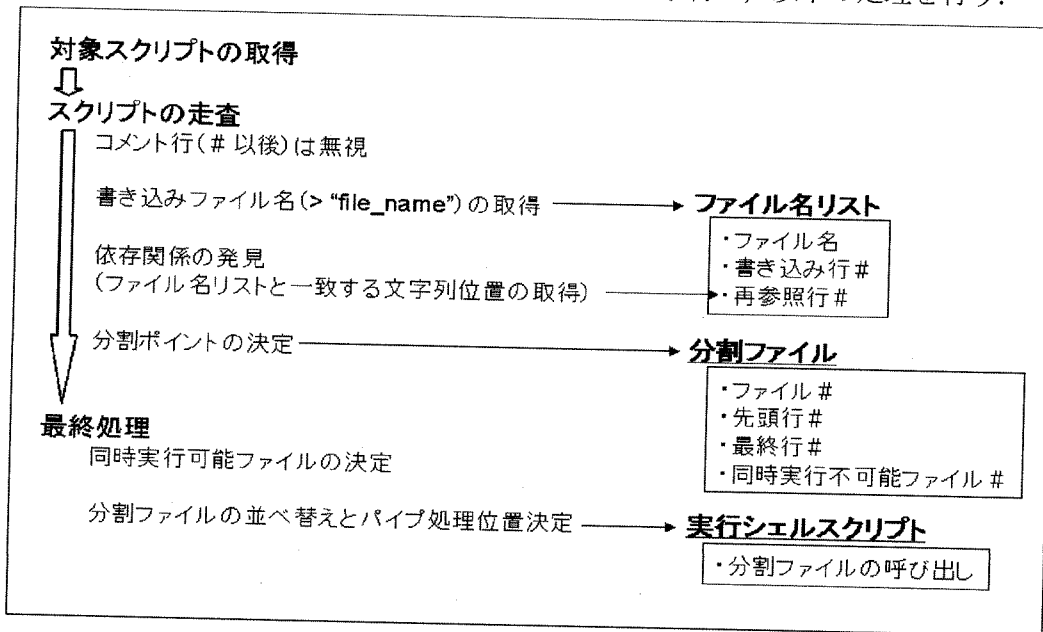 の処理を行う.
対象スクリプトの取得
スクリプトの走査
コメント行(# 以後)は無視
書き込みファイル名(> "file_name")の取得
ファイル名リスト
・ファイル名
・書き込み行#
・再参照行#
依存関係の発見
(ファイル名リストと一致する文字列位置の取得)
分割ポイントの決定
分割ファイル
・ファイル#
・先頭行#
・最終行#
・同時実行不可能ファイル#
最終処理
同時実行可能ファイルの決定
分割ファイルの並べ替えとパイプ処理位置決定
実行シェルスクリプト
・分割ファイルの呼び出し